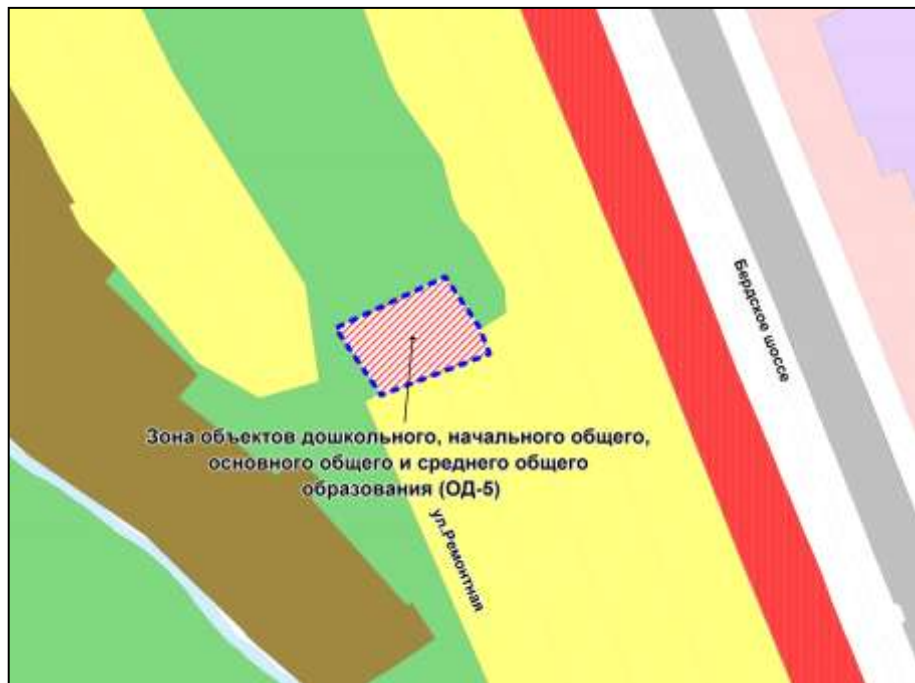 Бердское шоссе
Зона объектов дошкольного, начального общего,
основного общего и среднего общего
образования (ОД-5)
ул.Ремонтная